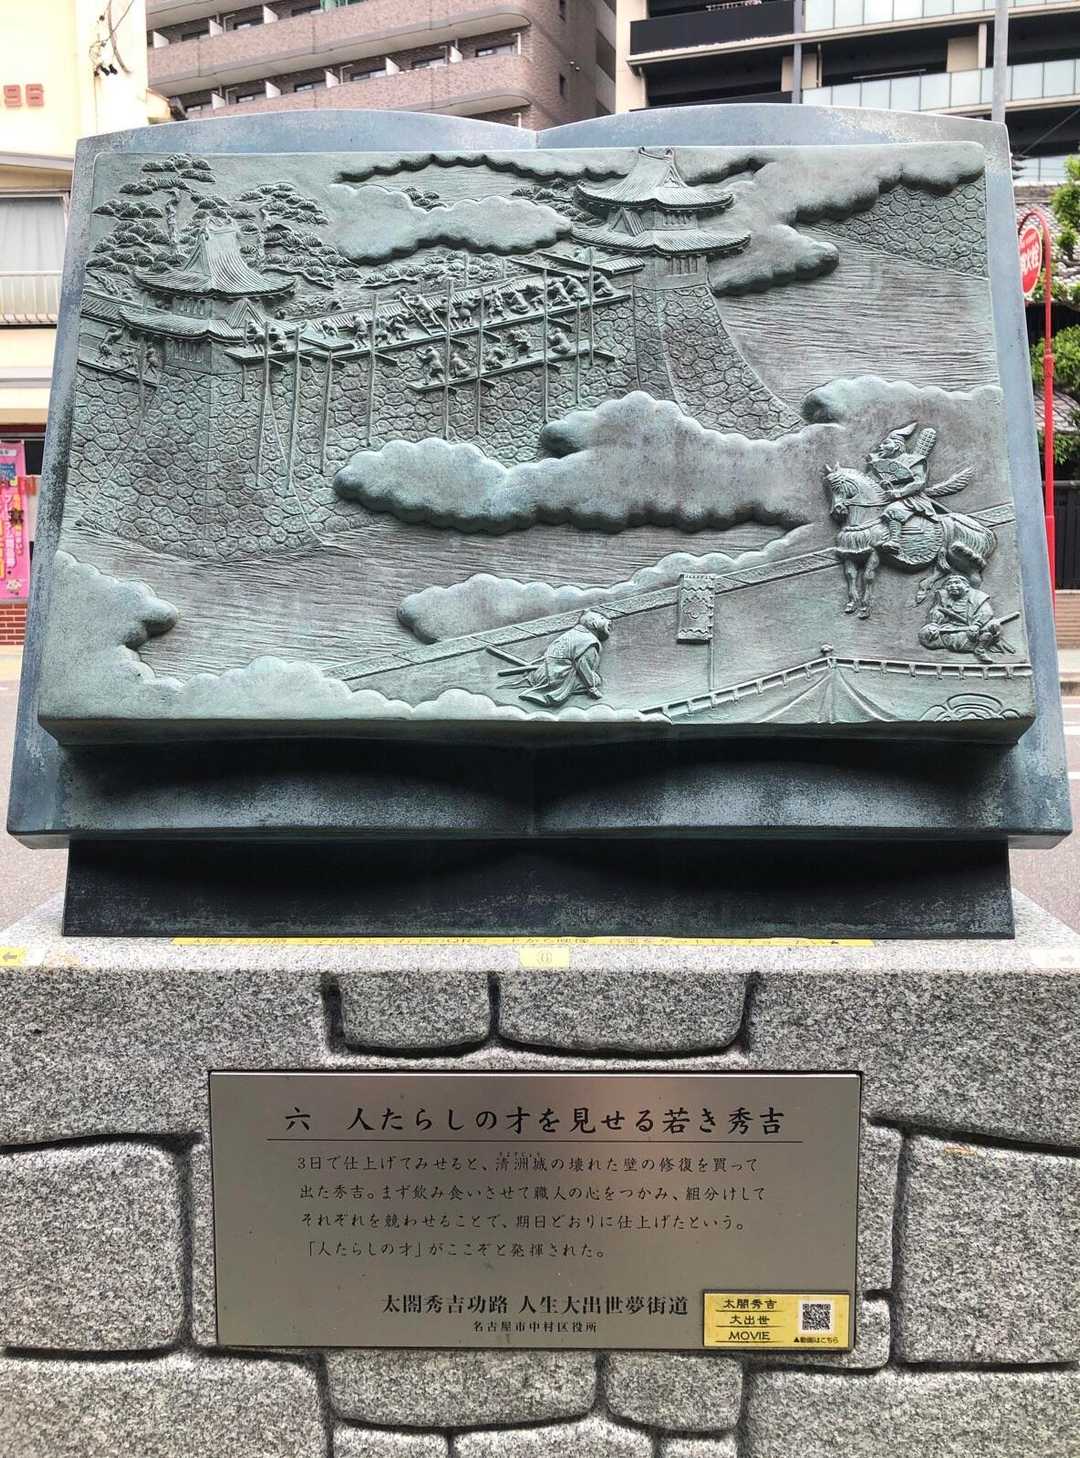 六 人たらしの才を見せる若き秀吉
3日で仕上げてみせると、清洲城の壊れた壁の修復を買って
出た秀吉。まず飲み食いさせて職人の心をつかみ、組分けして
それぞれを競わせることで、期日どおりに仕上げたという。
「人たらしの才」がここぞと発揮された。
太閤秀吉功路 人生大出世夢街道
名古屋市中村区役所
太閤秀吉
大出世
MOVIE
▲動画はこちら